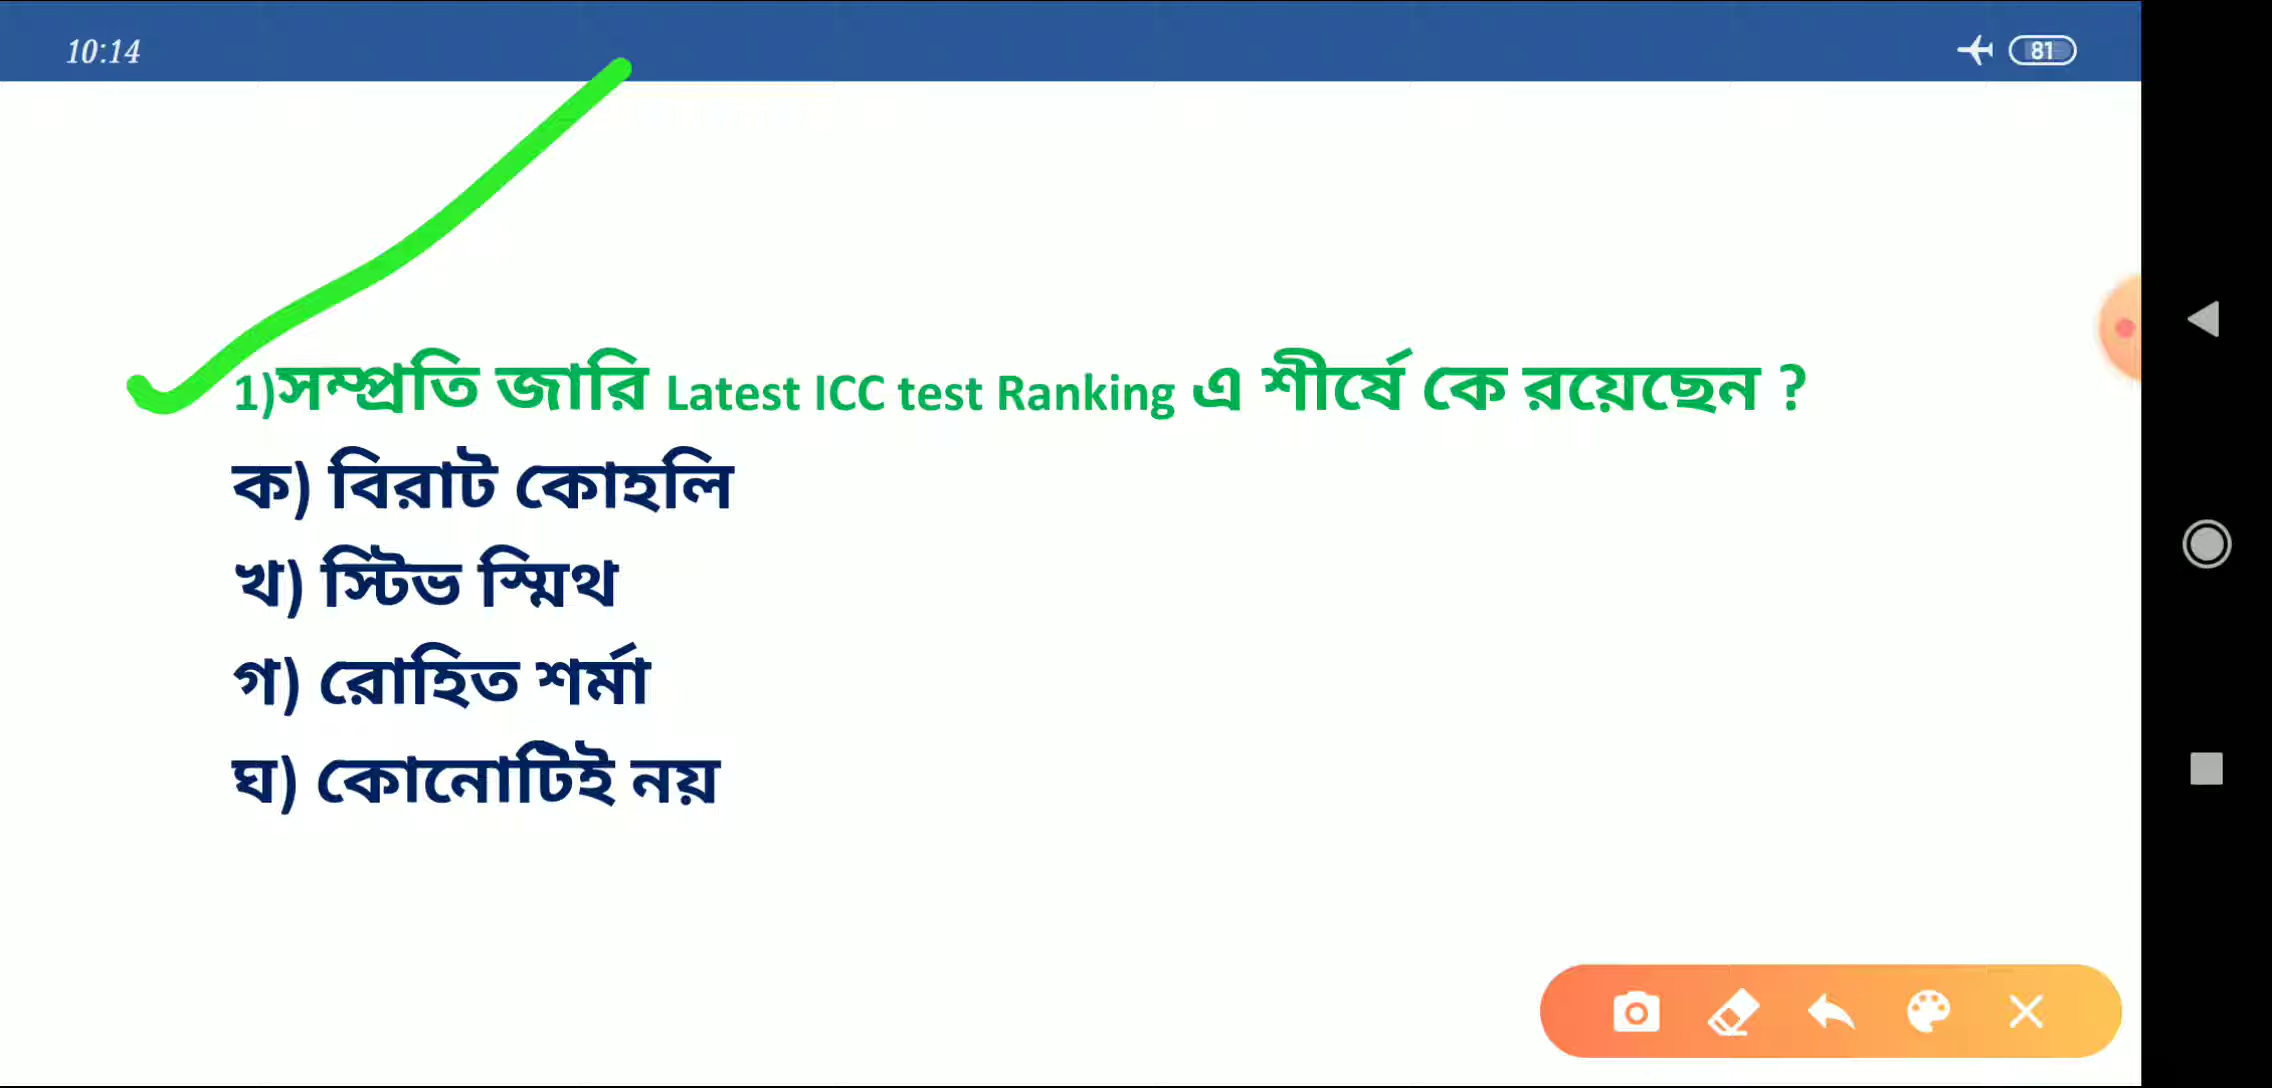 10:14
81
1)সম্প্রতি জারি Latest ICC test Ranking এ শীর্ষে কে রয়েছেন ?
ক) বিরাট কোহলি
খ) স্টিভ স্মিথ
গ) রোহিত শর্মা
ঘ) কোনোটিই নয়